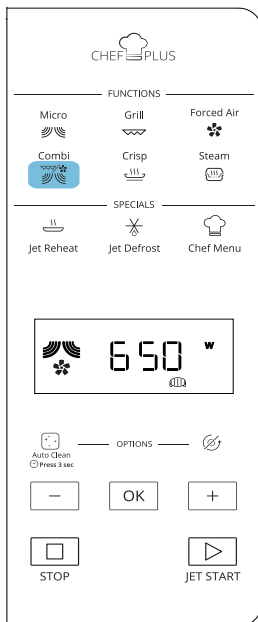 CHEF PLUS
FUNCTIONS
Micro Grill Forced Air
Combi Crisp Steam
SPECIALS
Jet Reheat Jet Defrost Chef Menu
650 W
OPTIONS
Auto Clean
Press 3 sec
− OK +
STOP JET START